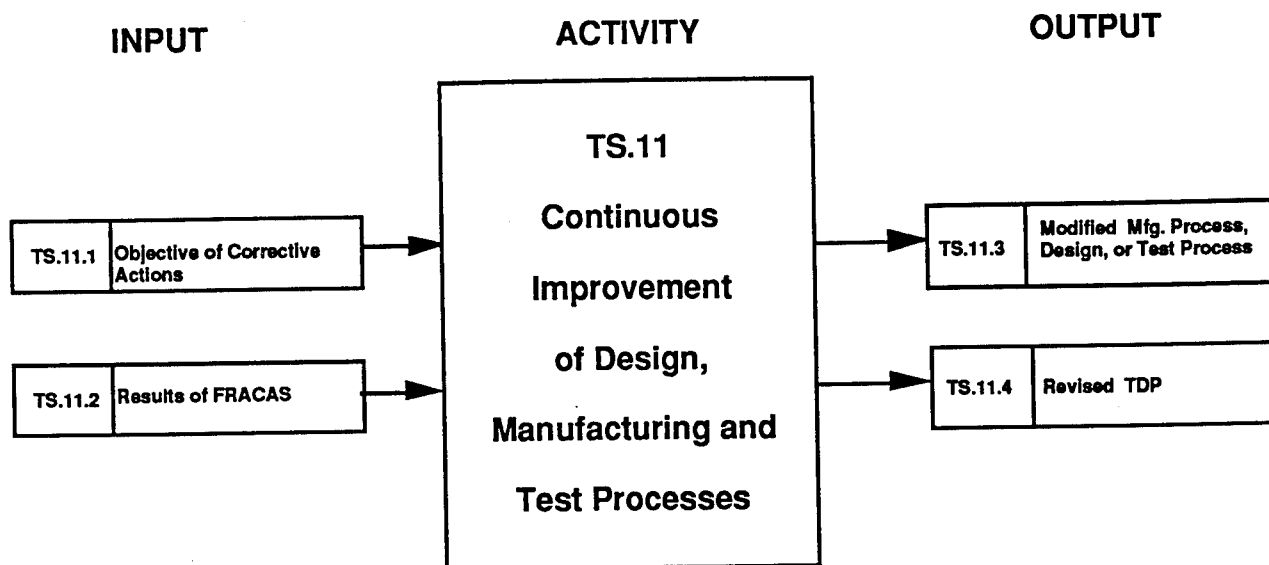 INPUT
ACTIVITY
OUTPUT
TS.11.1
Objective of Corrective
Actions
TS.11.2
Results of FRACAS
TS.11
Continuous
Improvement
of Design,
Manufacturing and
Test Processes
TS.11.3
Modified Mfg. Process,
Design, or Test Process
TS.11.4
Revised TDP